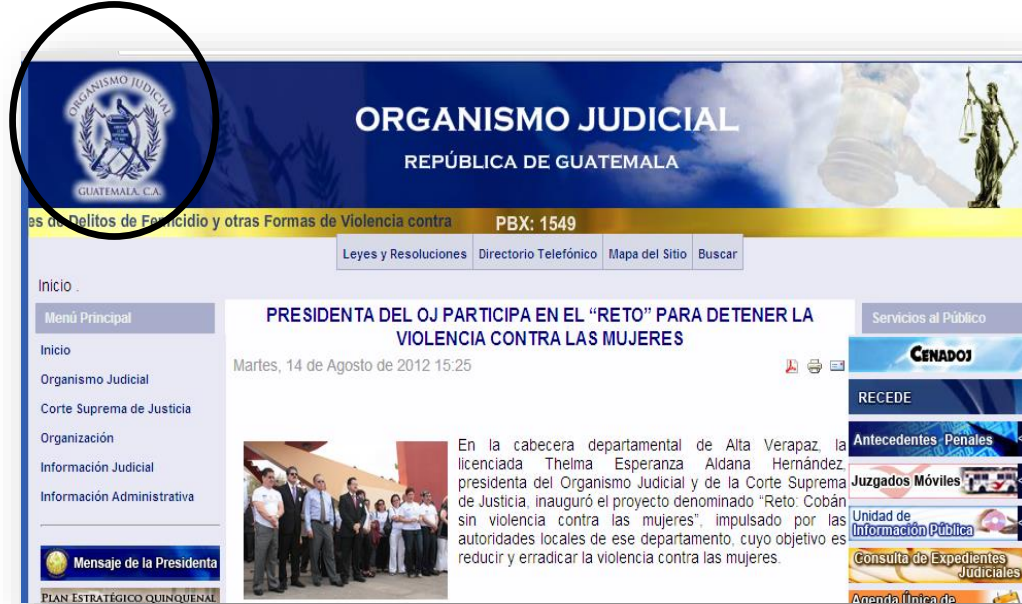 ORGANISMO JUDICIAL
GUATEMALA, C.A.
ORGANISMO JUDICIAL
REPÚBLICA DE GUATEMALA
es de Delitos de Femicidio y otras Formas de Violencia contra
PBX: 1549
Leyes y Resoluciones
Directorio Telefónico
Mapa del Sitio
Buscar
Inicio .
Menú Principal
Inicio
Organismo Judicial
Corte Suprema de Justicia
Organización
Información Judicial
Información Administrativa
Mensaje de la Presidenta
PLAN ESTRATÉGICO QUINQUENAL
PRESIDENTA DEL OJ PARTICIPA EN EL “RETO” PARA DETENER LA
VIOLENCIA CONTRA LAS MUJERES
Martes, 14 de Agosto de 2012 15:25
En la cabecera departamental de Alta Verapaz, la
licenciada Thelma Esperanza Aldana Hernández,
presidenta del Organismo Judicial y de la Corte Suprema
de Justicia, inauguró el proyecto denominado “Reto: Cobán
sin violencia contra las mujeres”, impulsado por las
autoridades locales de ese departamento, cuyo objetivo es
reducir y erradicar la violencia contra las mujeres.
Servicios al Público
CENADOJ
RECEDE
Antecedentes Penales
Juzgados Móviles
Unidad de
Información Pública
Consulta de Expedientes
Judiciales
Agenda Única de